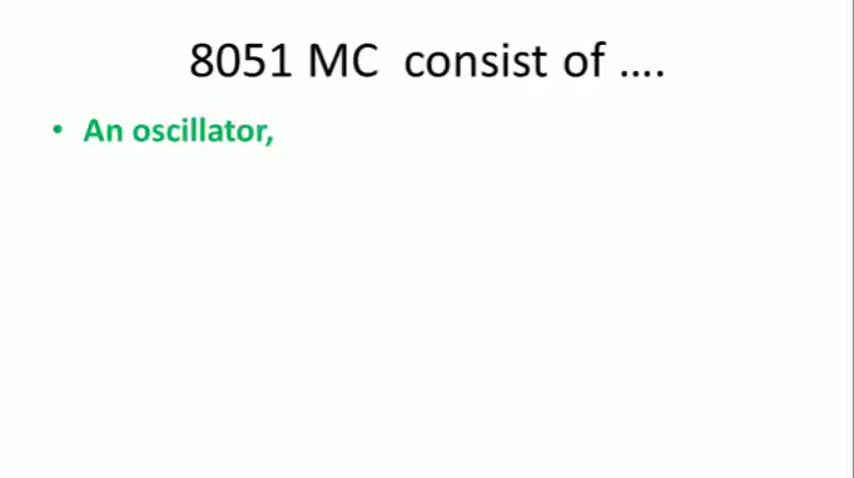 8051 MC  consist of ....
• An oscillator,